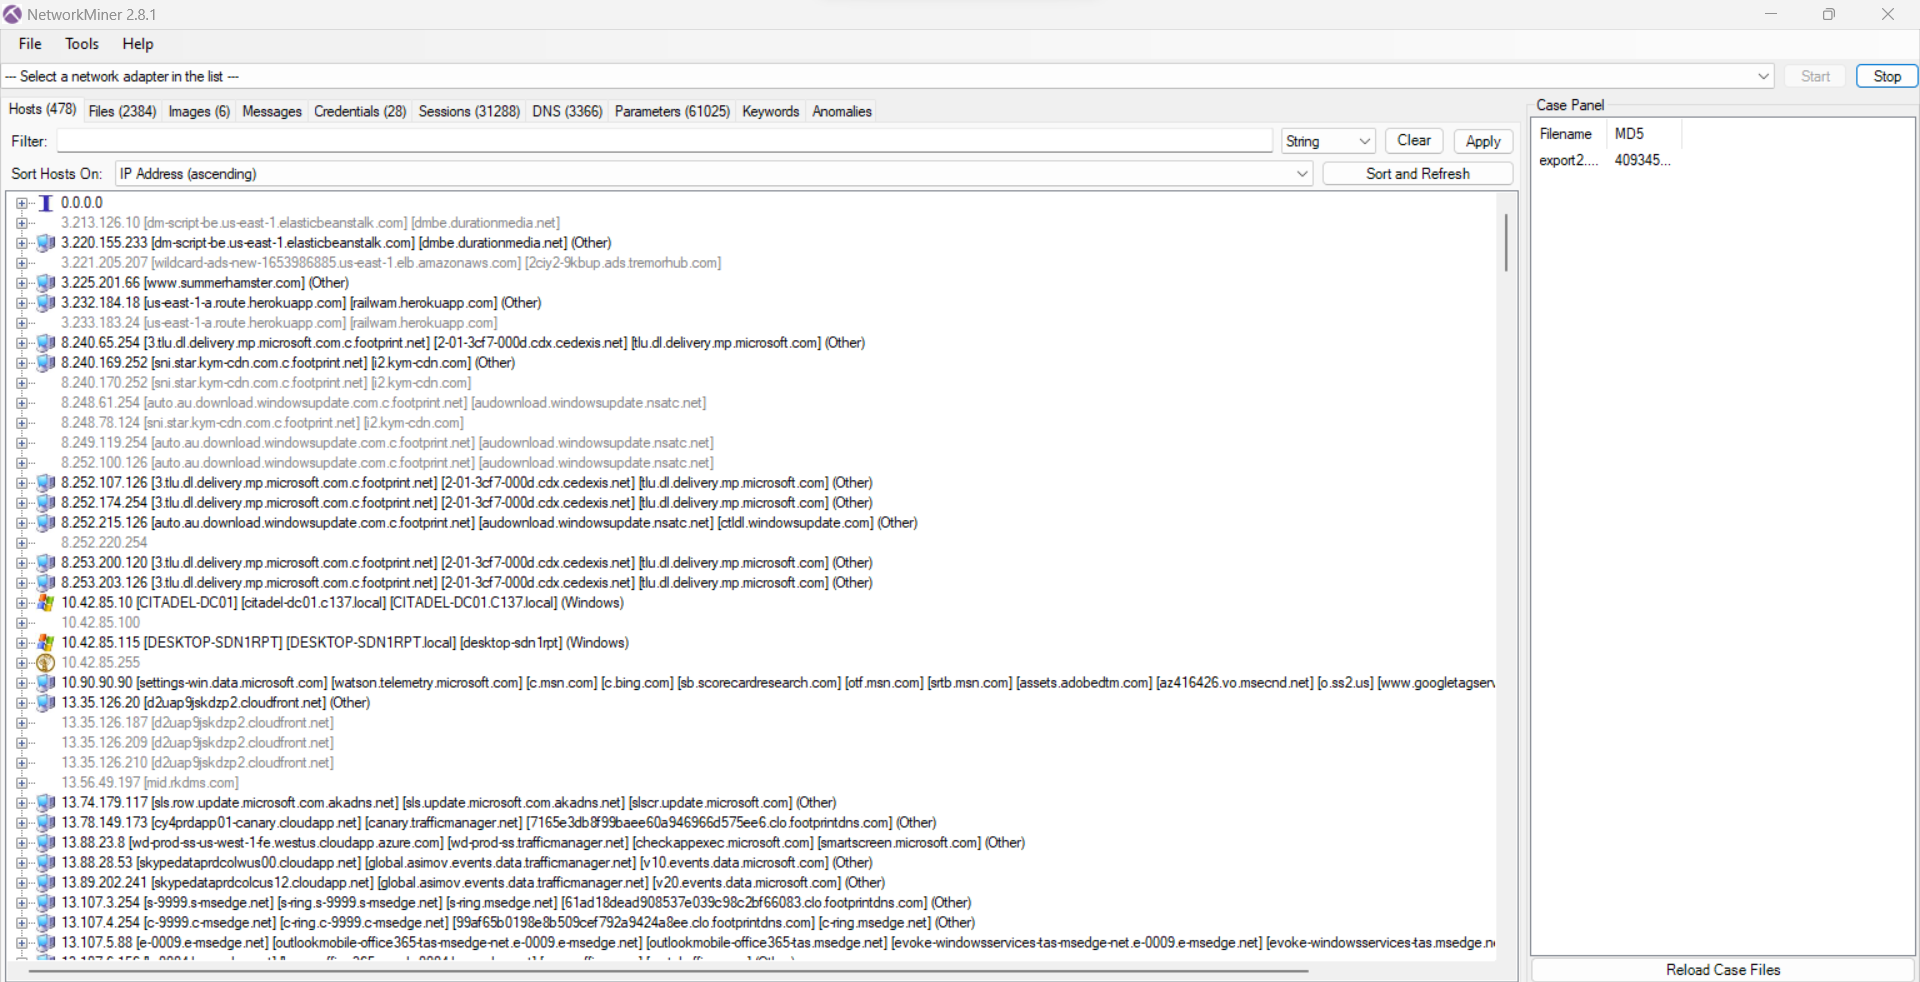 NetworkMiner 2.8.1
File Tools Help
--- Select a network adapter in the list ---
Start Stop
Hosts (478) Files (2384) Images (6) Messages Credentials (28) Sessions (31288) DNS (3366) Parameters (61025) Keywords Anomalies
Filter: String Clear Apply
Sort Hosts On: IP Address (ascending) Sort and Refresh
0.0.0.0
3.213.126.10 [dm-script-be.us-east-1.elasticbeanstalk.com] [dmbe.durationmedia.net]
3.220.155.233 [dm-script-be.us-east-1.elasticbeanstalk.com] [dmbe.durationmedia.net] (Other)
3.221.205.207 [wildcard-ads-new-1653986885.us-east-1.elb.amazonaws.com] [2ciy2-9kbup.ads.tremorhub.com]
3.225.201.66 [www.summerhamster.com] (Other)
3.232.184.18 [us-east-1-a.route.herokuapp.com] [railwam.herokuapp.com] (Other)
3.233.183.24 [us-east-1-a.route.herokuapp.com] [railwam.herokuapp.com]
8.240.65.254 [3.tlu.dl.delivery.mp.microsoft.com.c.footprint.net] [2-01-3cf7-000d.cdx.cedexis.net] [tlu.dl.delivery.mp.microsoft.com] (Other)
8.240.169.252 [sni.star.kym-cdn.com.c.footprint.net] [i2.kym-cdn.com] (Other)
8.240.170.252 [sni.star.kym-cdn.com.c.footprint.net] [i2.kym-cdn.com]
8.248.61.254 [auto.au.download.windowsupdate.com.c.footprint.net] [audownload.windowsupdate.nsatc.net]
8.248.78.124 [sni.star.kym-cdn.com.c.footprint.net] [i2.kym-cdn.com]
8.249.119.254 [auto.au.download.windowsupdate.com.c.footprint.net] [audownload.windowsupdate.nsatc.net]
8.252.100.126 [auto.au.download.windowsupdate.com.c.footprint.net] [audownload.windowsupdate.nsatc.net]
8.252.107.126 [3.tlu.dl.delivery.mp.microsoft.com.c.footprint.net] [2-01-3cf7-000d.cdx.cedexis.net] [tlu.dl.delivery.mp.microsoft.com] (Other)
8.252.174.254 [3.tlu.dl.delivery.mp.microsoft.com.c.footprint.net] [2-01-3cf7-000d.cdx.cedexis.net] [tlu.dl.delivery.mp.microsoft.com] (Other)
8.252.215.126 [auto.au.download.windowsupdate.com.c.footprint.net] [audownload.windowsupdate.nsatc.net] [ctldl.windowsupdate.com] (Other)
8.252.220.254
8.253.200.120 [3.tlu.dl.delivery.mp.microsoft.com.c.footprint.net] [2-01-3cf7-000d.cdx.cedexis.net] [tlu.dl.delivery.mp.microsoft.com] (Other)
8.253.203.126 [3.tlu.dl.delivery.mp.microsoft.com.c.footprint.net] [2-01-3cf7-000d.cdx.cedexis.net] [tlu.dl.delivery.mp.microsoft.com] (Other)
10.42.85.10 [CITADEL-DC01] [citadel-dc01.c137.local] [CITADEL-DC01.C137.local] (Windows)
10.42.85.100
10.42.85.115 [DESKTOP-SDN1RPT] [DESKTOP-SDN1RPT.local] [desktop-sdn1rpt] (Windows)
10.42.85.255
10.90.90.90 [settings-win.data.microsoft.com] [watson.telemetry.microsoft.com] [c.msn.com] [c.bing.com] [sb.scorecardresearch.com] [otf.msn.com] [srtb.msn.com] [assets.adobedtm.com] [az416426.vo.msecnd.net] [o.ss2.us] [www.googletagserv
13.35.126.20 [d2uap9jskdzp2.cloudfront.net] (Other)
13.35.126.187 [d2uap9jskdzp2.cloudfront.net]
13.35.126.209 [d2uap9jskdzp2.cloudfront.net]
13.35.126.210 [d2uap9jskdzp2.cloudfront.net]
13.56.49.197 [mid.rkdms.com]
13.74.179.117 [sls.row.update.microsoft.com.akadns.net] [sls.update.microsoft.com.akadns.net] [slscr.update.microsoft.com] (Other)
13.78.149.173 [cy4prdapp01-canary.cloudapp.net] [canary.trafficmanager.net] [7165e3db8f99baee60a946966d575ee6.clo.footprintdns.com] (Other)
13.88.23.8 [wd-prod-ss-us-west-1-fe.westus.cloudapp.azure.com] [wd-prod-ss.trafficmanager.net] [checkappexec.microsoft.com] [smartscreen.microsoft.com] (Other)
13.88.28.53 [skypedataprdcolwus00.cloudapp.net] [global.asimov.events.data.trafficmanager.net] [v10.events.data.microsoft.com] (Other)
13.89.202.241 [skypedataprdcolcus12.cloudapp.net] [global.asimov.events.data.trafficmanager.net] [v20.events.data.microsoft.com] (Other)
13.107.3.254 [s-9999.s-msedge.net] [s-ring.s-9999.s-msedge.net] [s-ring.msedge.net] [61ad18dead908537e039c98c2bf66083.clo.footprintdns.com] (Other)
13.107.4.254 [c-9999.c-msedge.net] [c-ring.c-9999.c-msedge.net] [99af65b0198e8b509cef792a9424a8ee.clo.footprintdns.com] [c-ring.msedge.net] (Other)
13.107.5.88 [e-0009.e-msedge.net] [outlookmobile-office365-tas-msedge-net.e-0009.e-msedge.net] [outlookmobile-office365-tas.msedge.net] [evoke-windowsservices-tas-msedge-net.e-0009.e-msedge.net] [evoke-windowsservices-tas.msedge.n
Case Panel
Filename MD5
export2.... 409345...
Reload Case Files